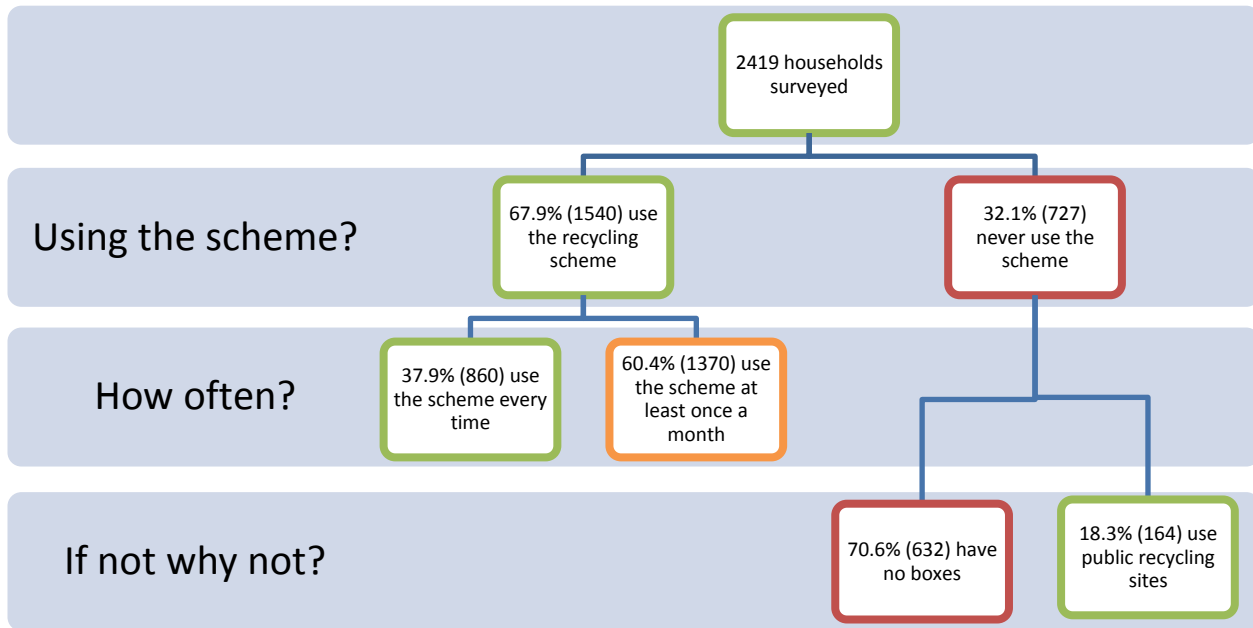 2419 households
surveyed
Using the scheme?
67.9% (1540) use
the recycling
scheme
32.1% (727)
never use the
scheme
How often?
37.9% (860) use
the scheme every
time
60.4% (1370) use
the scheme at
least once a
month
If not why not?
70.6% (632) have
no boxes
18.3% (164) use
public recycling
sites